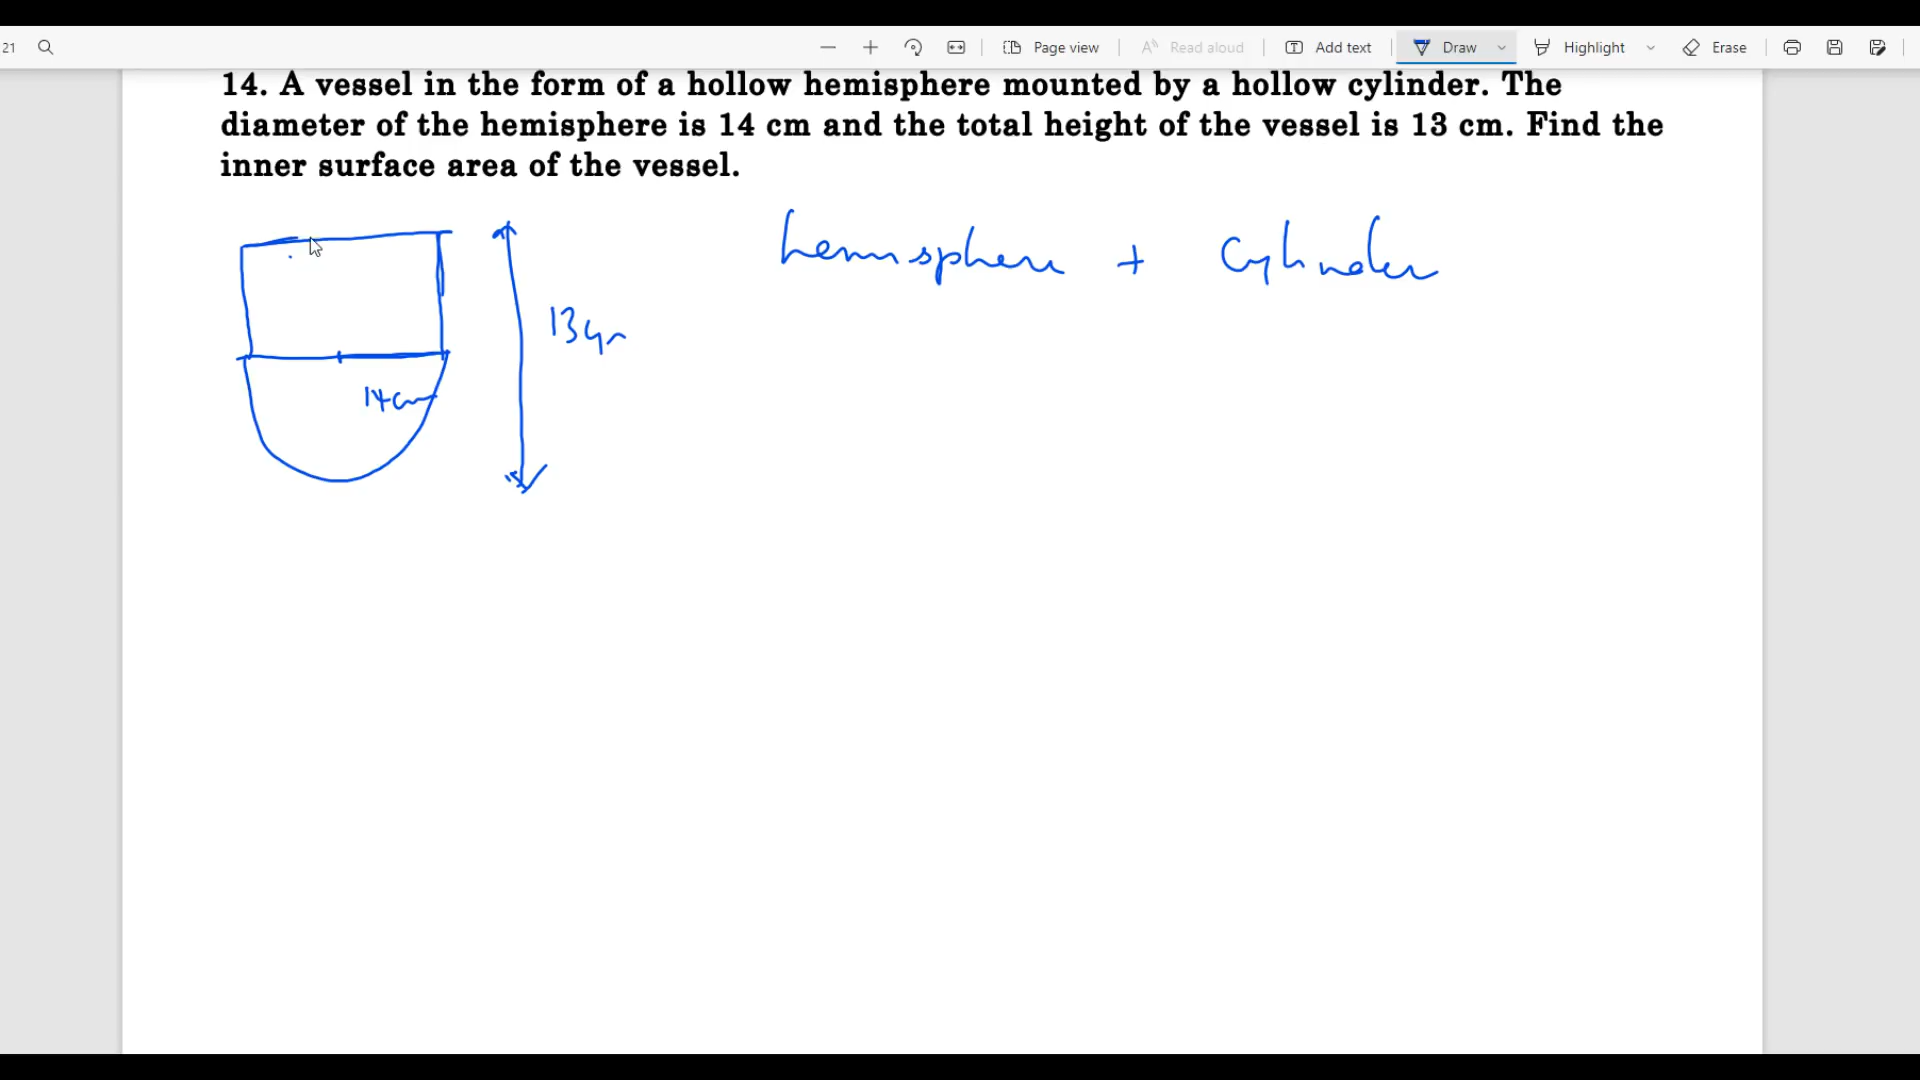 21 Page view Read aloud Add text Draw Highlight Erase
14. A vessel in the form of a hollow hemisphere mounted by a hollow cylinder. The
diameter of the hemisphere is 14 cm and the total height of the vessel is 13 cm. Find the
inner surface area of the vessel.
hemisphere + Cylinder
13cm
14cm